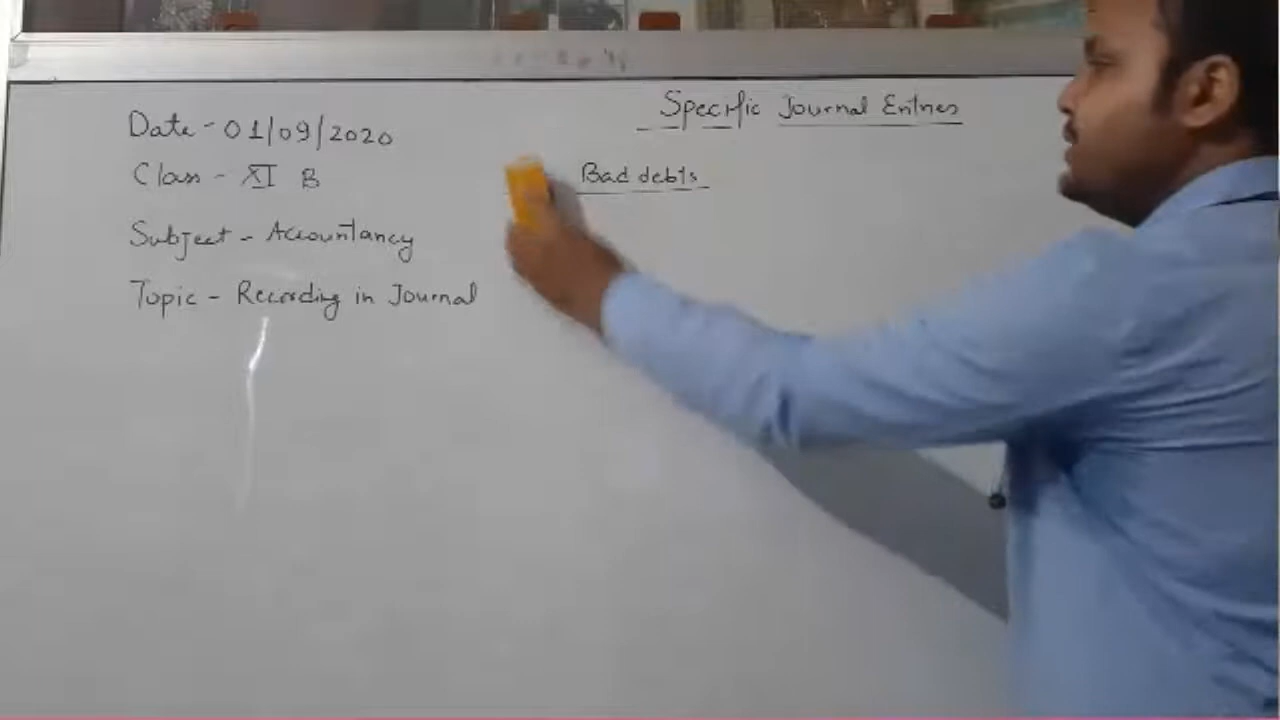 Date - 01/09/2020
Class - XI B
Subject - Accountancy
Topic - Recording in Journal
Specific Journal Entries
Bad debts